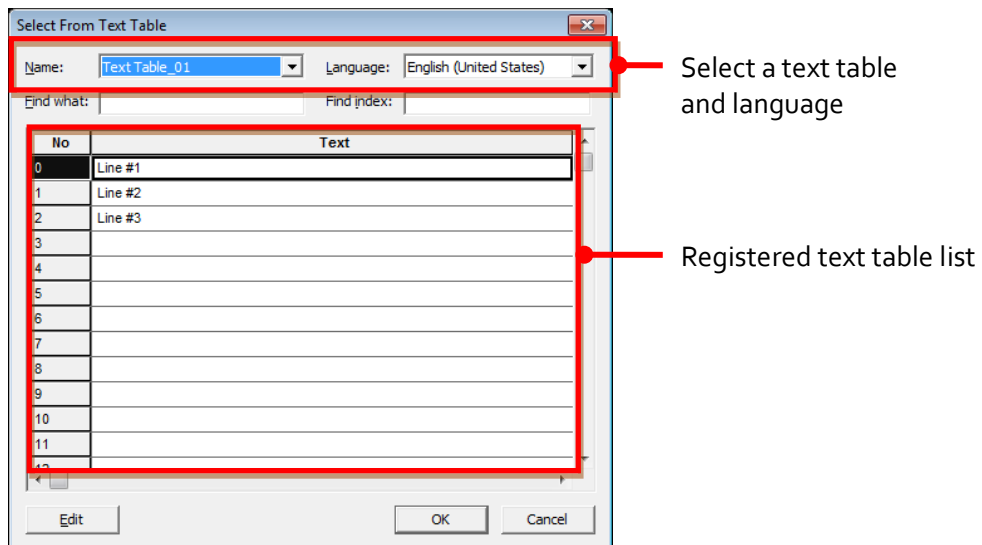 Select From Text Table
Name: Text Table_01 Language: English (United States)
Find what: Find index:
No Text
0 Line #1
1 Line #2
2 Line #3
3
4
5
6
7
8
9
10
11
12
Edit OK Cancel
Select a text table
and language
Registered text table list